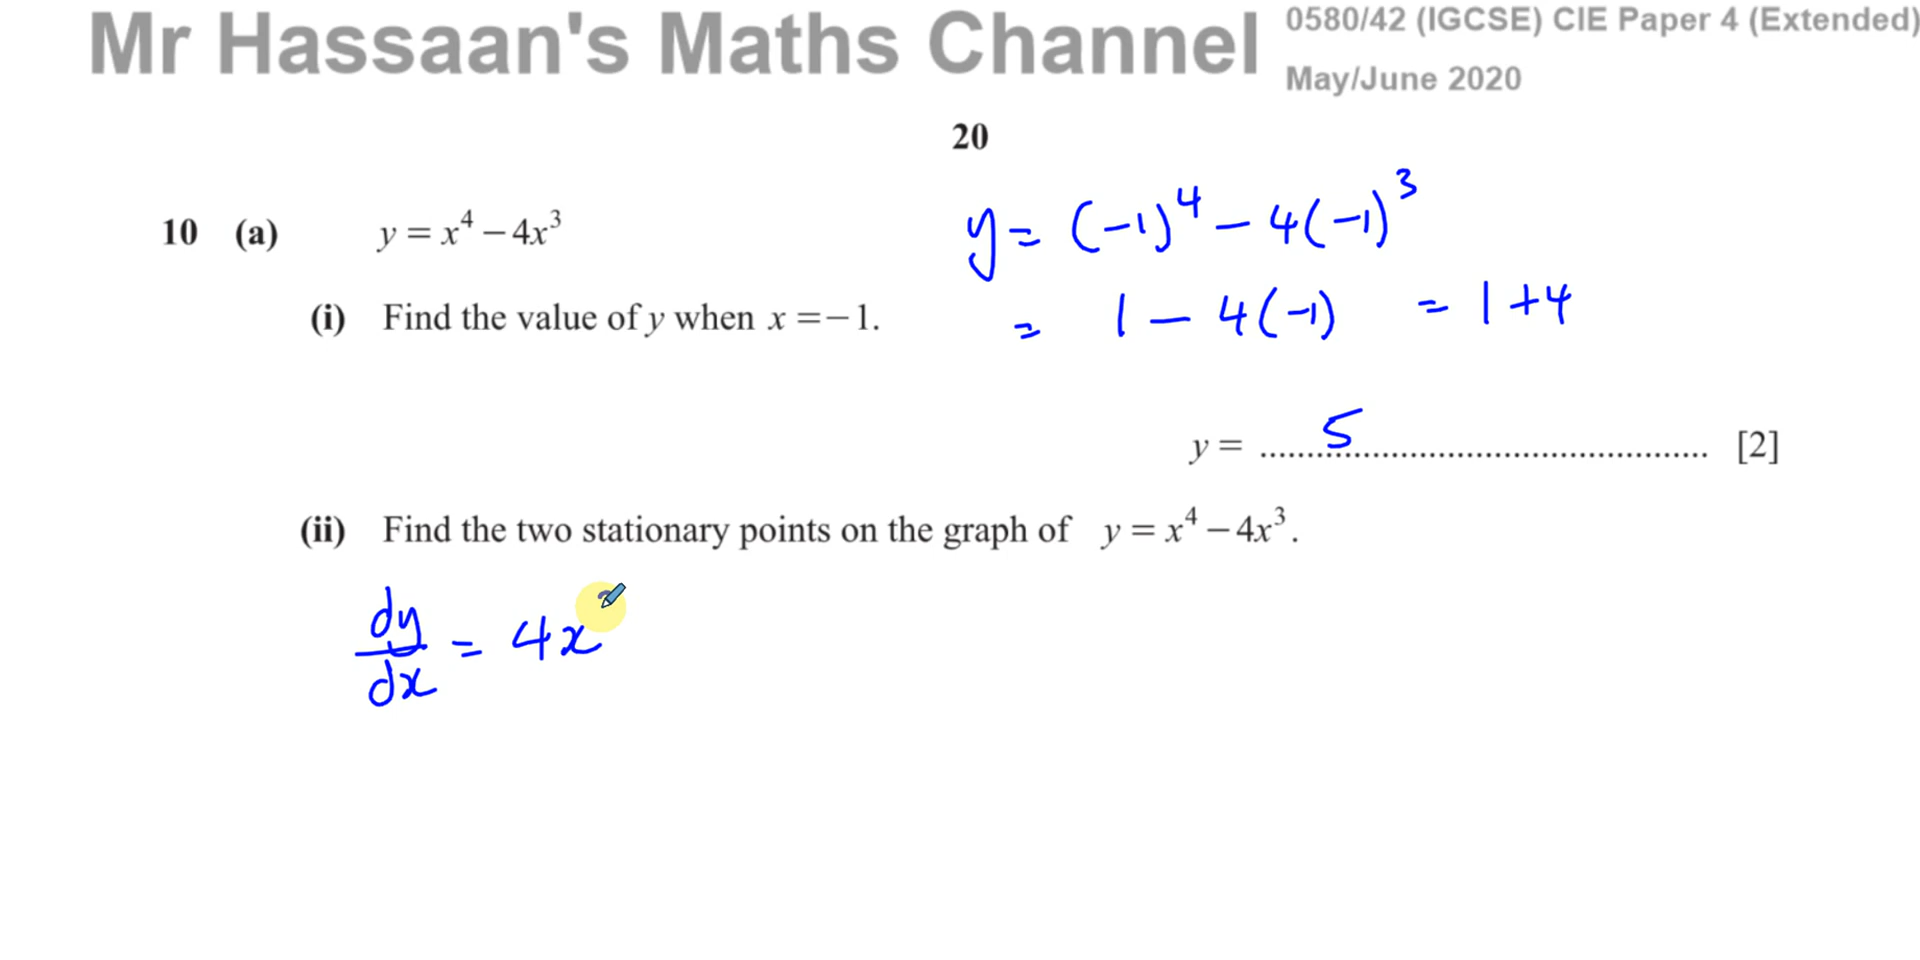 Mr Hassaan's Maths Channel
0580/42 (IGCSE) CIE Paper 4 (Extended)
May/June 2020
20
10 (a) y = x⁴ − 4x³
y = (−1)⁴ − 4(−1)³
(i) Find the value of y when x = −1.
= 1 − 4(−1) = 1 + 4
y = ..... 5 ..... [2]
(ii) Find the two stationary points on the graph of y = x⁴ − 4x³.
dy/dx = 4x